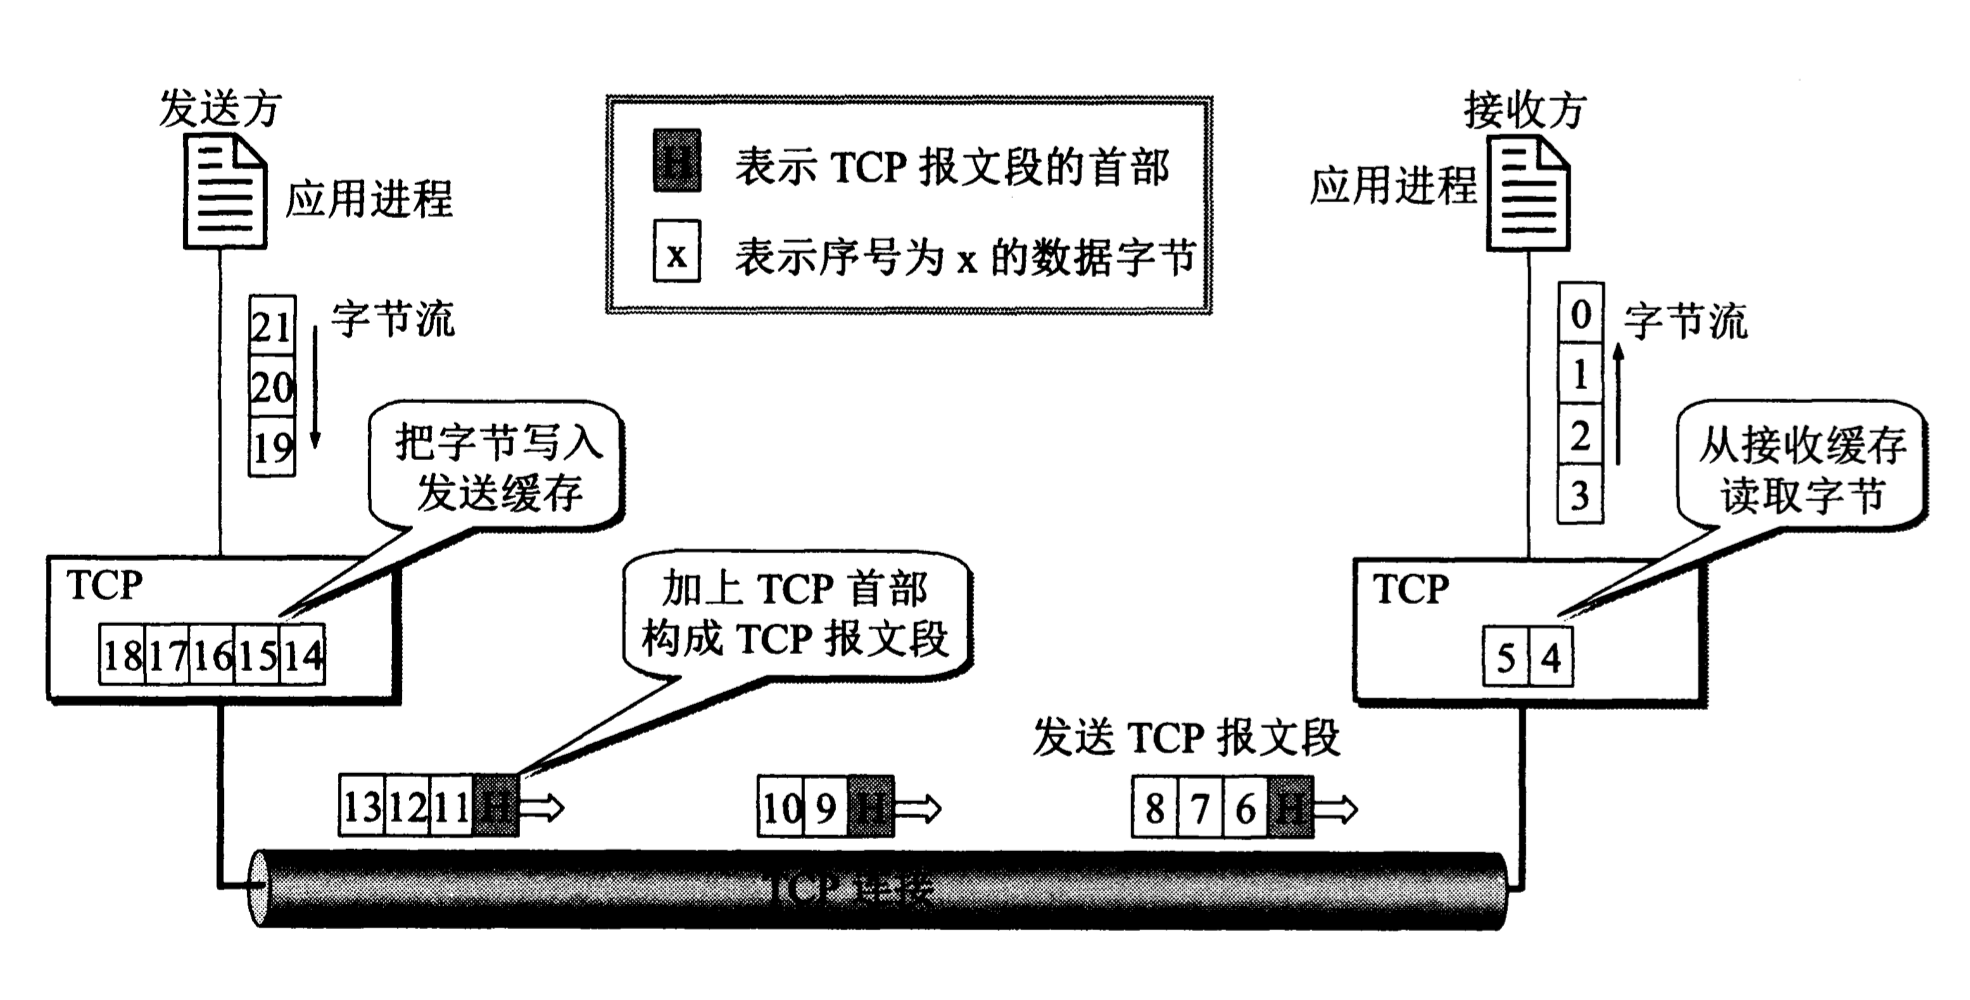 发送方
应用进程
H 表示 TCP 报文段的首部
x 表示序号为 x 的数据字节
接收方
应用进程
21
20
19
字节流
把字节写入
发送缓存
0
1
2
3
字节流
从接收缓存
读取字节
TCP
18 17 16 15 14
加上 TCP 首部
构成 TCP 报文段
TCP
5 4
发送 TCP 报文段
13 12 11 H
10 9 H
8 7 6 H
TCP 连接